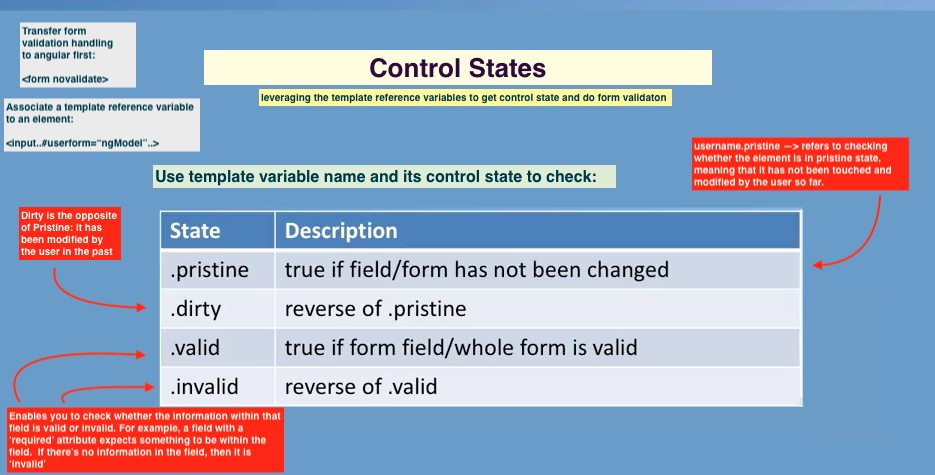 Transfer form
validation handling
to angular first:
<form novalidate>
Control States
leveraging the template reference variables to get control state and do form validaton
Associate a template reference variable
to an element:
<input..#userform="ngModel"..>
username.pristine —> refers to checking
whether the element is in pristine state,
meaning that it has not been touched and
modified by the user so far.
Use template variable name and its control state to check:
Dirty is the opposite
of Pristine: it has
been modified by
the user in the past
State Description
.pristine true if field/form has not been changed
.dirty reverse of .pristine
.valid true if form field/whole form is valid
.invalid reverse of .valid
Enables you to check whether the information within that
field is valid or invalid. For example, a field with a
'required' attribute expects something to be within the
field. If there's no information in the field, then it is
'invalid'